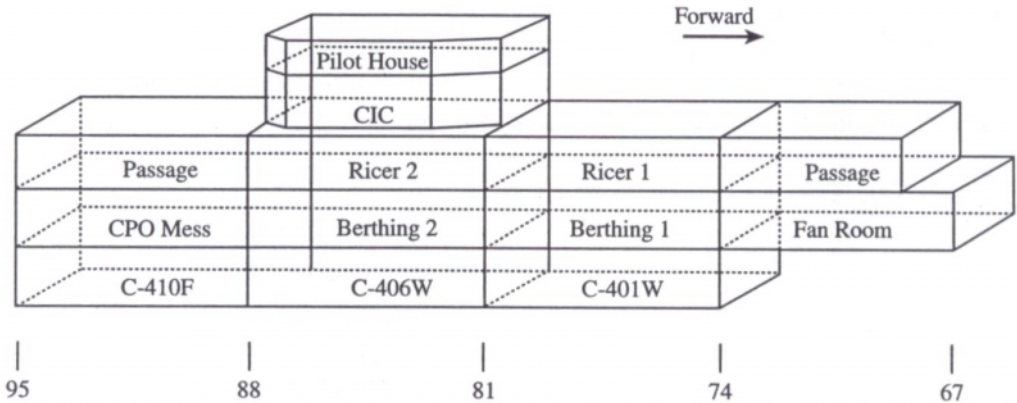 Forward
Pilot House
CIC
Passage Ricer 2 Ricer 1 Passage
CPO Mess Berthing 2 Berthing 1 Fan Room
C-410F C-406W C-401W
95 88 81 74 67